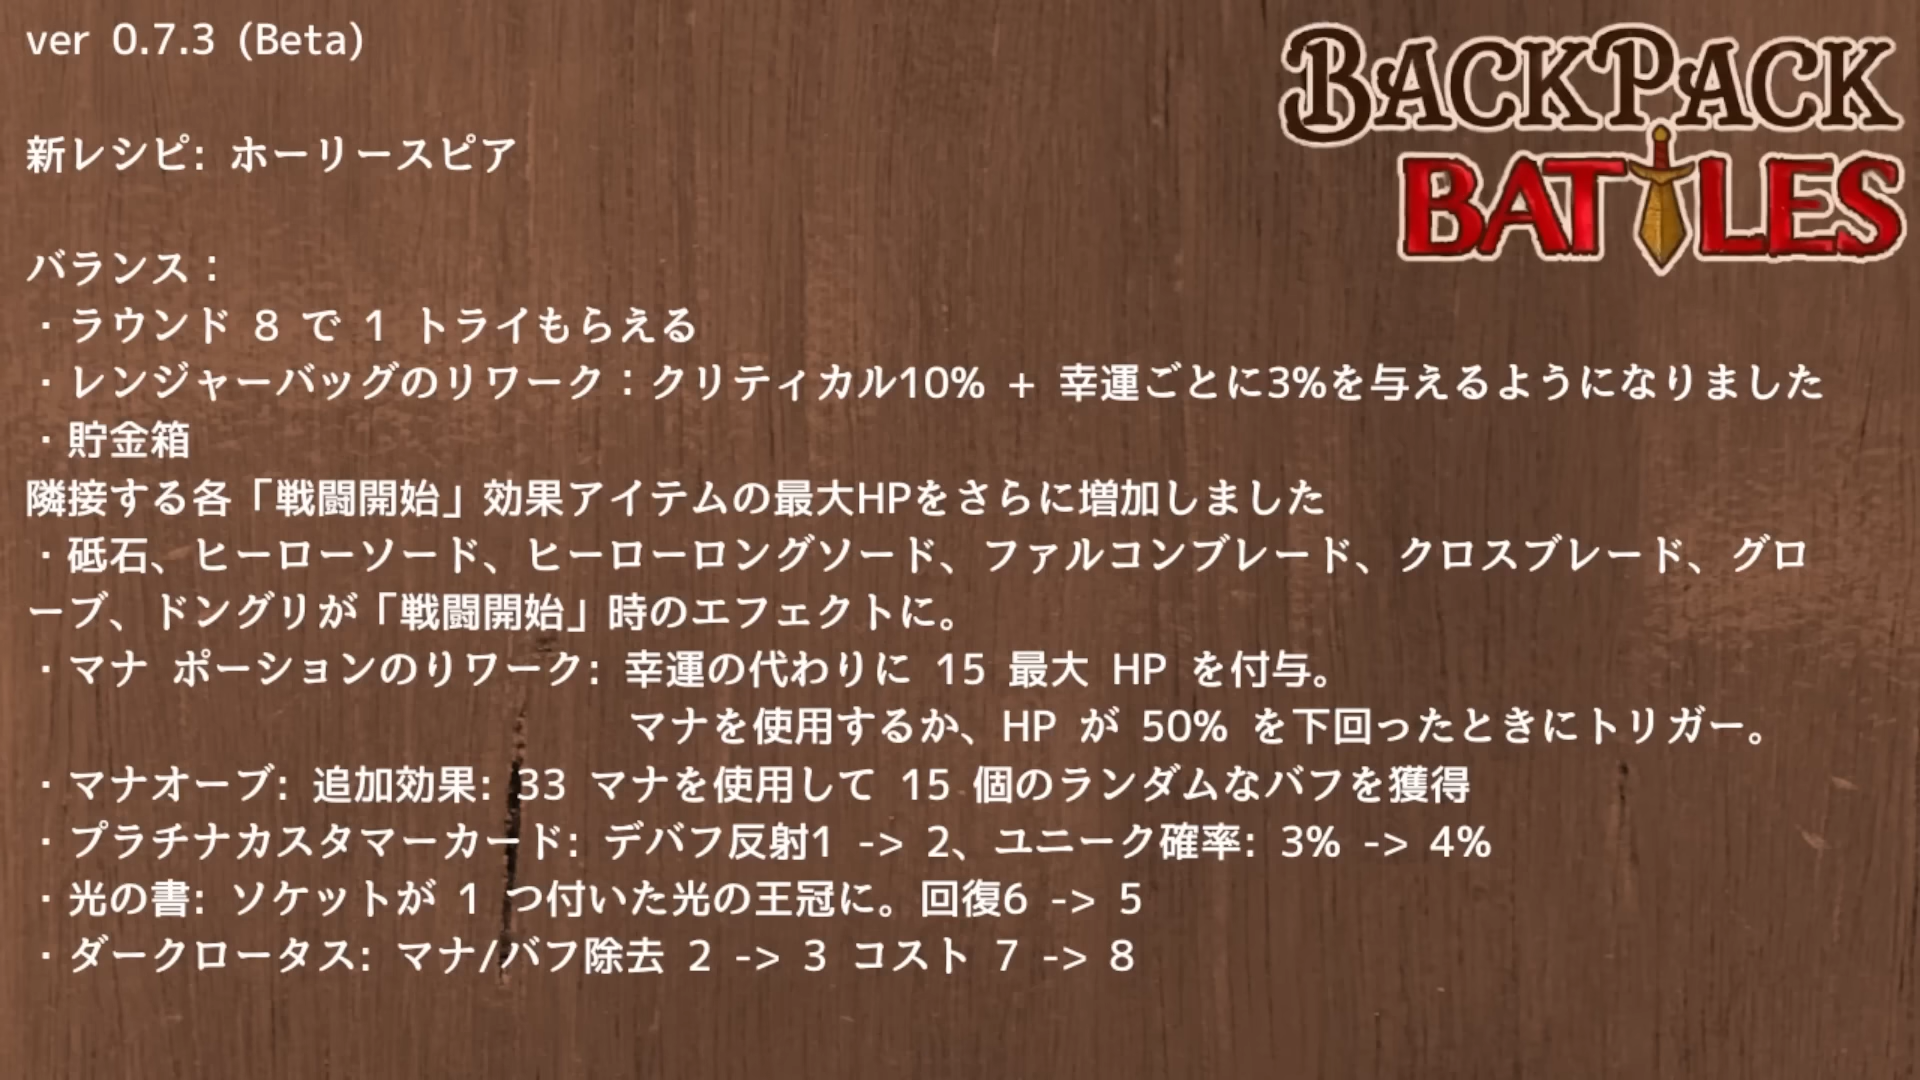 ver 0.7.3 (Beta)
BACKPACK
BATTLES
新レシピ: ホーリースピア
バランス：
・ラウンド 8 で 1 トライもらえる
・レンジャーバッグのリワーク：クリティカル10% + 幸運ごとに3%を与えるようになりました
・貯金箱
隣接する各「戦闘開始」効果アイテムの最大HPをさらに増加しました
・砥石、ヒーローソード、ヒーローロングソード、ファルコンブレード、クロスブレード、グロ
ーブ、ドングリが「戦闘開始」時のエフェクトに。
・マナ ポーションのリワーク: 幸運の代わりに 15 最大 HP を付与。
マナを使用するか、HP が 50% を下回ったときにトリガー。
・マナオーブ: 追加効果: 33 マナを使用して 15 個のランダムなバフを獲得
・プラチナカスタマーカード: デバフ反射1 -> 2、ユニーク確率: 3% -> 4%
・光の書: ソケットが 1 つ付いた光の王冠に。回復6 -> 5
・ダークロータス: マナ/バフ除去 2 -> 3 コスト 7 -> 8